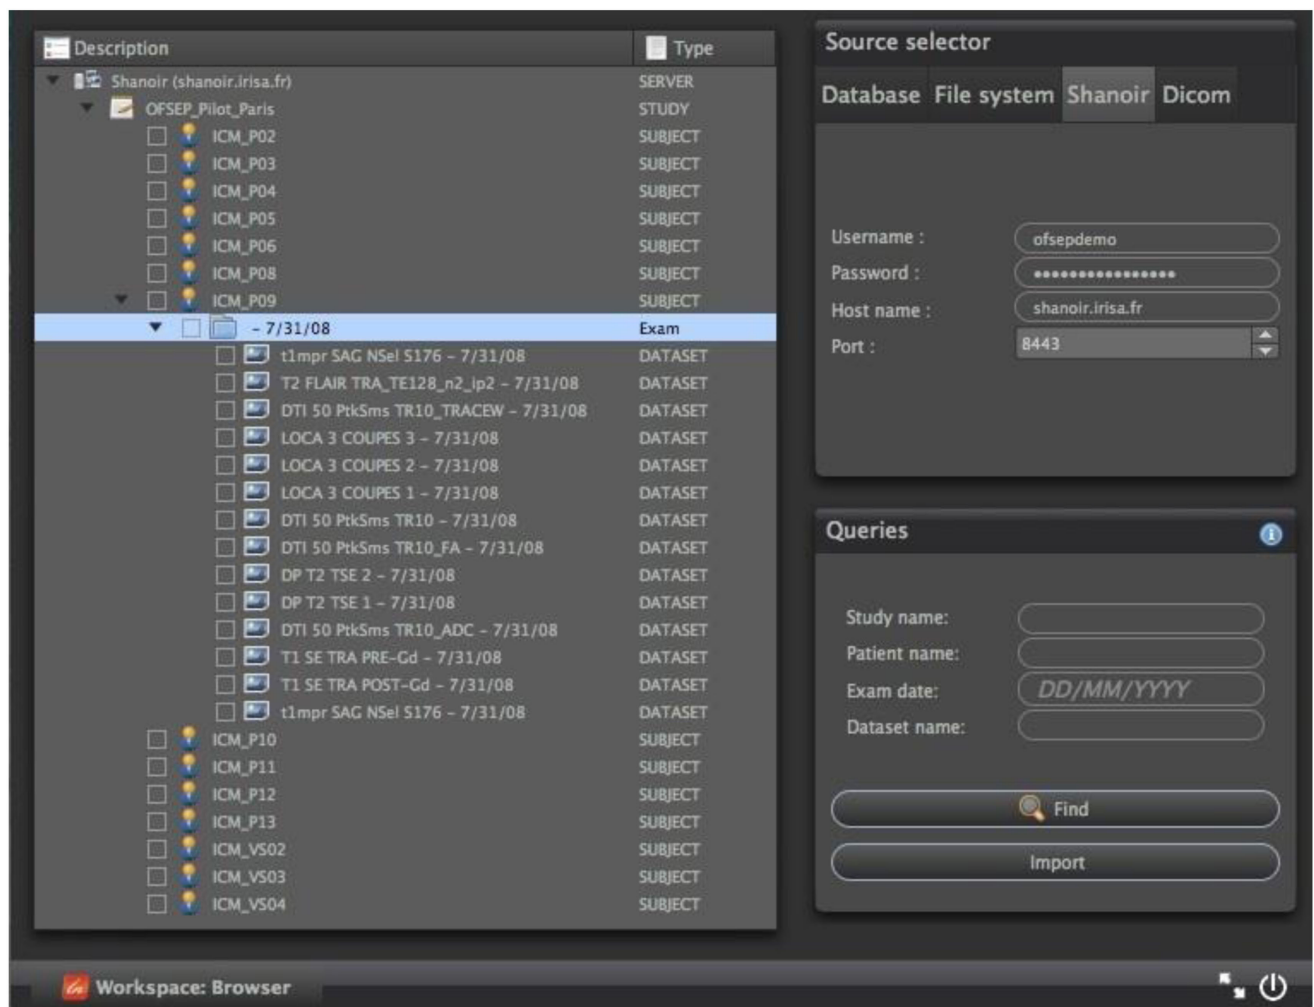 Description Type
Shanoir (shanoir.irisa.fr) SERVER
OFSEP_Pilot_Paris STUDY
ICM_P02 SUBJECT
ICM_P03 SUBJECT
ICM_P04 SUBJECT
ICM_P05 SUBJECT
ICM_P06 SUBJECT
ICM_P08 SUBJECT
ICM_P09 SUBJECT
- 7/31/08 Exam
t1mpr SAG NSel S176 - 7/31/08 DATASET
T2 FLAIR TRA_TE128_n2_ip2 - 7/31/08 DATASET
DTI 50 PtkSms TR10_TRACEW - 7/31/08 DATASET
LOCA 3 COUPES 3 - 7/31/08 DATASET
LOCA 3 COUPES 2 - 7/31/08 DATASET
LOCA 3 COUPES 1 - 7/31/08 DATASET
DTI 50 PtkSms TR10 - 7/31/08 DATASET
DTI 50 PtkSms TR10_FA - 7/31/08 DATASET
DP T2 TSE 2 - 7/31/08 DATASET
DP T2 TSE 1 - 7/31/08 DATASET
DTI 50 PtkSms TR10_ADC - 7/31/08 DATASET
T1 SE TRA PRE-Gd - 7/31/08 DATASET
T1 SE TRA POST-Gd - 7/31/08 DATASET
t1mpr SAG NSel S176 - 7/31/08 DATASET
ICM_P10 SUBJECT
ICM_P11 SUBJECT
ICM_P12 SUBJECT
ICM_P13 SUBJECT
ICM_VS02 SUBJECT
ICM_VS03 SUBJECT
ICM_VS04 SUBJECT
Source selector
Database File system Shanoir Dicom
Username : ofsepdemo
Password : ••••••••••••••••
Host name : shanoir.irisa.fr
Port : 8443
Queries
Study name:
Patient name:
Exam date: DD/MM/YYYY
Dataset name:
Find
Import
Workspace: Browser